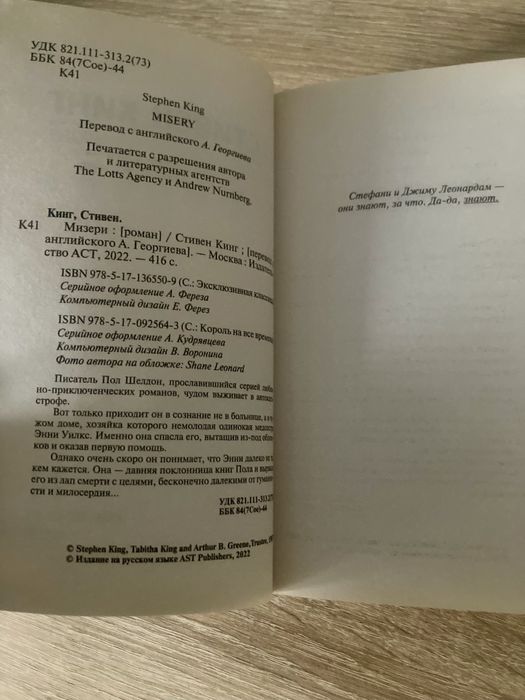 УДК 821.111-313.2(73)
ББК 84(7Сое)-44
К41
Stephen King
MISERY
Перевод с английского А. Георгиева
Печатается с разрешения автора
и литературных агентств
The Lotts Agency и Andrew Nurnberg.
Кинг, Стивен.
К41 Мизери : [роман] / Стивен Кинг ; [перевод
английского А. Георгиева]. — Москва : Издатель
ство АСТ, 2022. — 416 с.
ISBN 978-5-17-136550-9 (С.: Эксклюзивная классика
Серийное оформление А. Фереза
Компьютерный дизайн Е. Ферез
ISBN 978-5-17-092564-3 (С.: Король на все времена
Серийное оформление А. Кудрявцева
Компьютерный дизайн В. Воронина
Фото автора на обложке: Shane Leonard
Писатель Пол Шелдон, прославившийся серией
но-приключенческих романов, чудом выживает в
строфе.
Вот только приходит он в сознание не в больнице, а в
жом доме, хозяйка которого немолодая одинокая
Энни Уилкс. Именно она спасла его, вытащив из-под
ков и оказав первую помощь.
Однако очень скоро он понимает, что Энни далеко не
кем кажется. Она — давняя поклонница книг Пола и
его из лап смерти с целями, бесконечно далекими от
сти и милосердия...
УДК 821.111-313.2(73
ББК 84(7Сое)-44
© Stephen King, Tabitha King and Arthur B. Greene, Trustee,
© Издание на русском языке AST Publishers, 2022
Стефани и Джиму Леонардам —
они знают, за что. Да-да, знают.